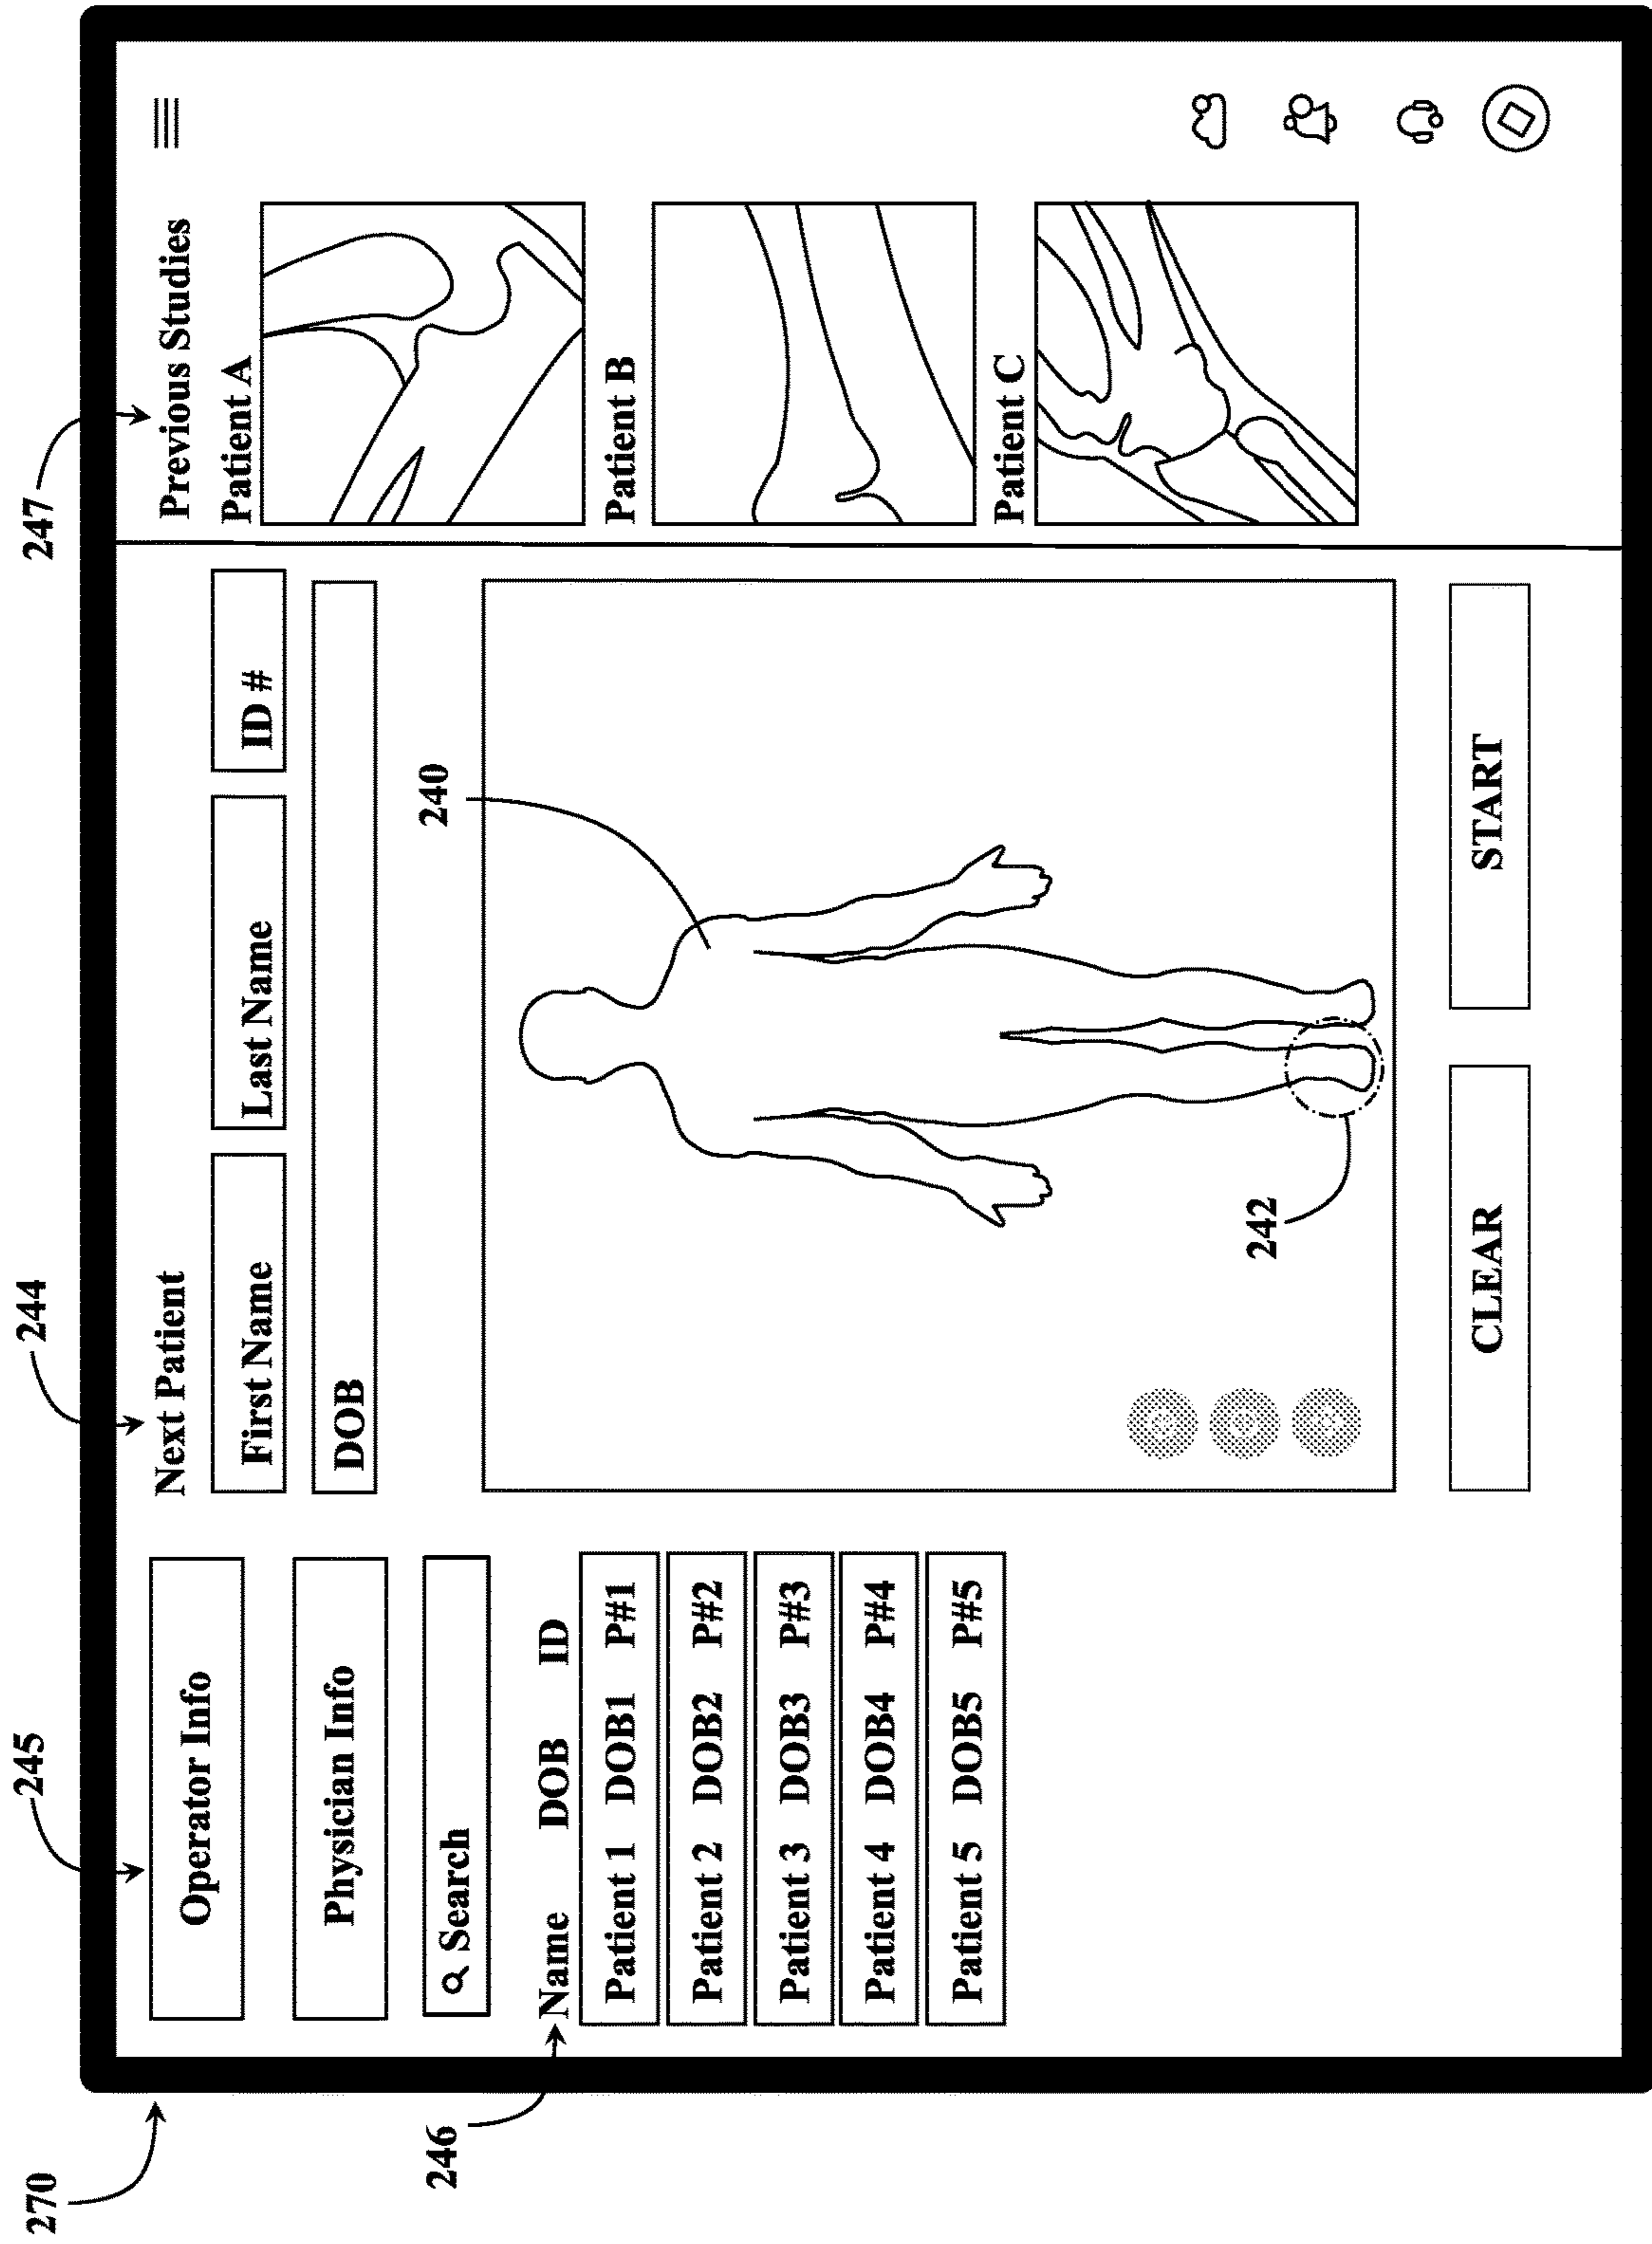 270
245
244
247
Operator Info
Physician Info
Search
246
Name DOB ID
Patient 1 DOB1 P#1
Patient 2 DOB2 P#2
Patient 3 DOB3 P#3
Patient 4 DOB4 P#4
Patient 5 DOB5 P#5
Next Patient
First Name Last Name ID #
DOB
240
242
CLEAR START
Previous Studies
Patient A
Patient B
Patient C